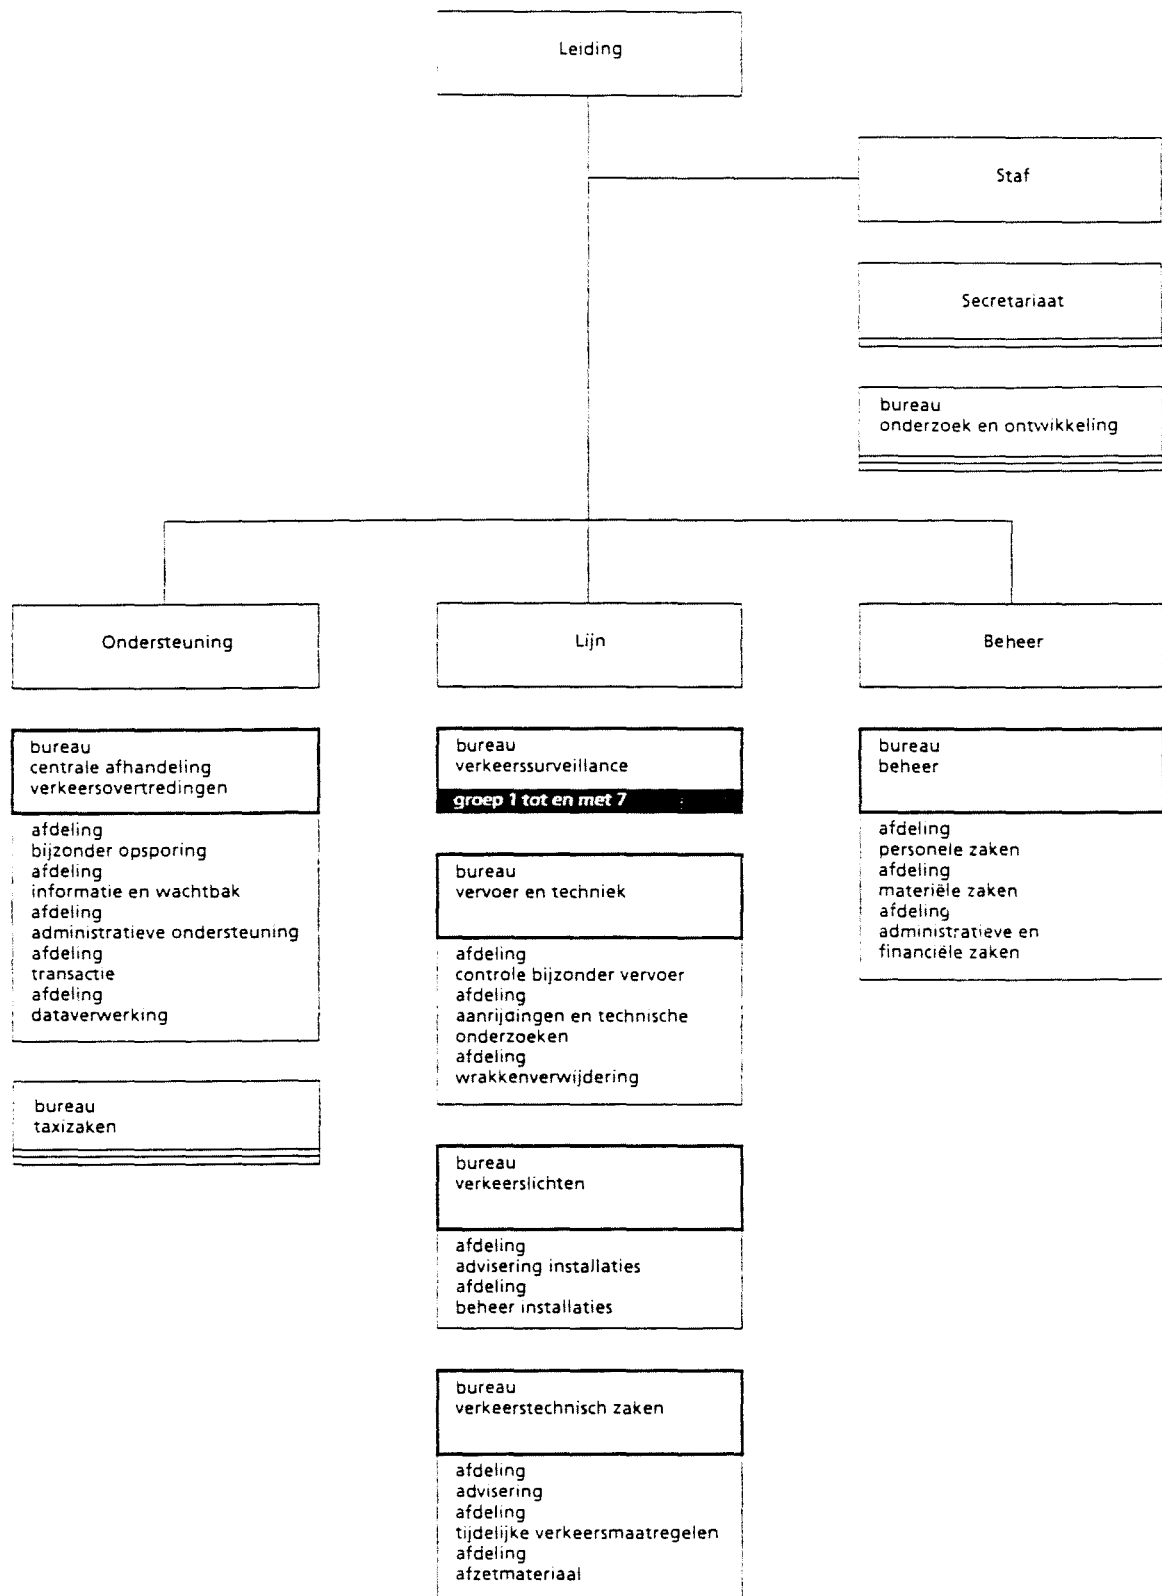 Leiding
Staf
Secretariaat
bureau
onderzoek en ontwikkeling
Ondersteuning
bureau
centrale afhandeling
verkeersovertredingen
afdeling
bijzonder opsporing
afdeling
informatie en wachtbak
afdeling
administratieve ondersteuning
afdeling
transactie
afdeling
dataverwerking
bureau
taxizaken
Lijn
bureau
verkeerssurveillance
groep 1 tot en met 7
bureau
vervoer en techniek
afdeling
controle bijzonder vervoer
afdeling
aanrijdingen en technische
onderzoeken
afdeling
wrakkenverwijdering
bureau
verkeerslichten
afdeling
advisering installaties
afdeling
beheer installaties
bureau
verkeerstechnisch zaken
afdeling
advisering
afdeling
tijdelijke verkeersmaatregelen
afdeling
afzetmateriaal
Beheer
bureau
beheer
afdeling
personele zaken
afdeling
materiële zaken
afdeling
administratieve en
financiële zaken